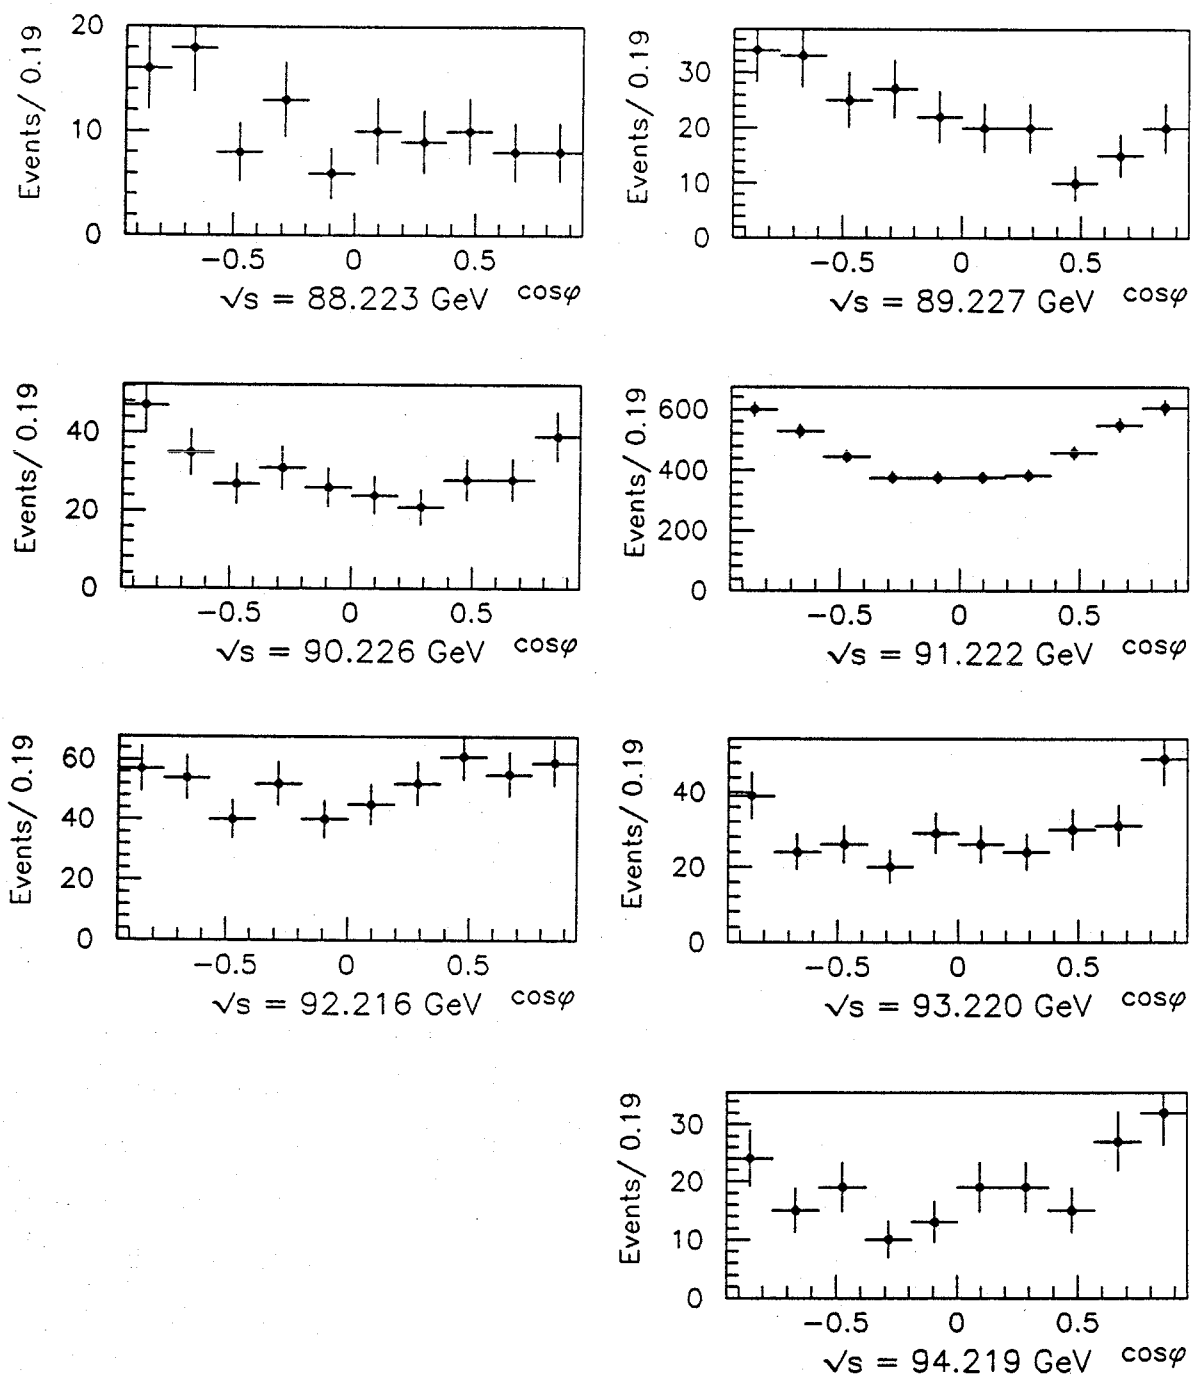 Events/ 0.19
20
10
0
−0.5 0 0.5
√s = 88.223 GeV cosφ
Events/ 0.19
30
20
10
0
−0.5 0 0.5
√s = 89.227 GeV cosφ
Events/ 0.19
40
20
0
−0.5 0 0.5
√s = 90.226 GeV cosφ
Events/ 0.19
600
400
200
0
−0.5 0 0.5
√s = 91.222 GeV cosφ
Events/ 0.19
60
40
20
0
−0.5 0 0.5
√s = 92.216 GeV cosφ
Events/ 0.19
40
20
0
−0.5 0 0.5
√s = 93.220 GeV cosφ
Events/ 0.19
30
20
10
0
−0.5 0 0.5
√s = 94.219 GeV cosφ